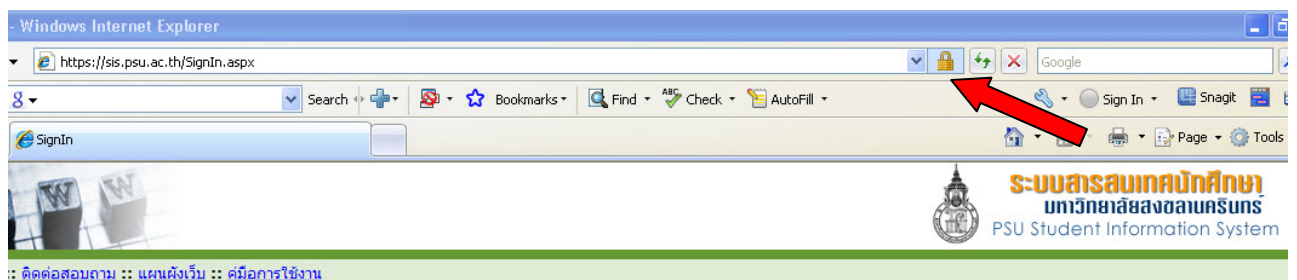 - Windows Internet Explorer
https://sis.psu.ac.th/SignIn.aspx
Google
g Search Bookmarks Find ABC Check AutoFill Sign In Snagit
SignIn
Page Tools
W W
ระบบสารสนเทศนักศึกษา
มหาวิทยาลัยสงขลานครินทร์
PSU Student Information System
:: ติดต่อสอบถาม :: แผนผังเว็บ :: คู่มือการใช้งาน